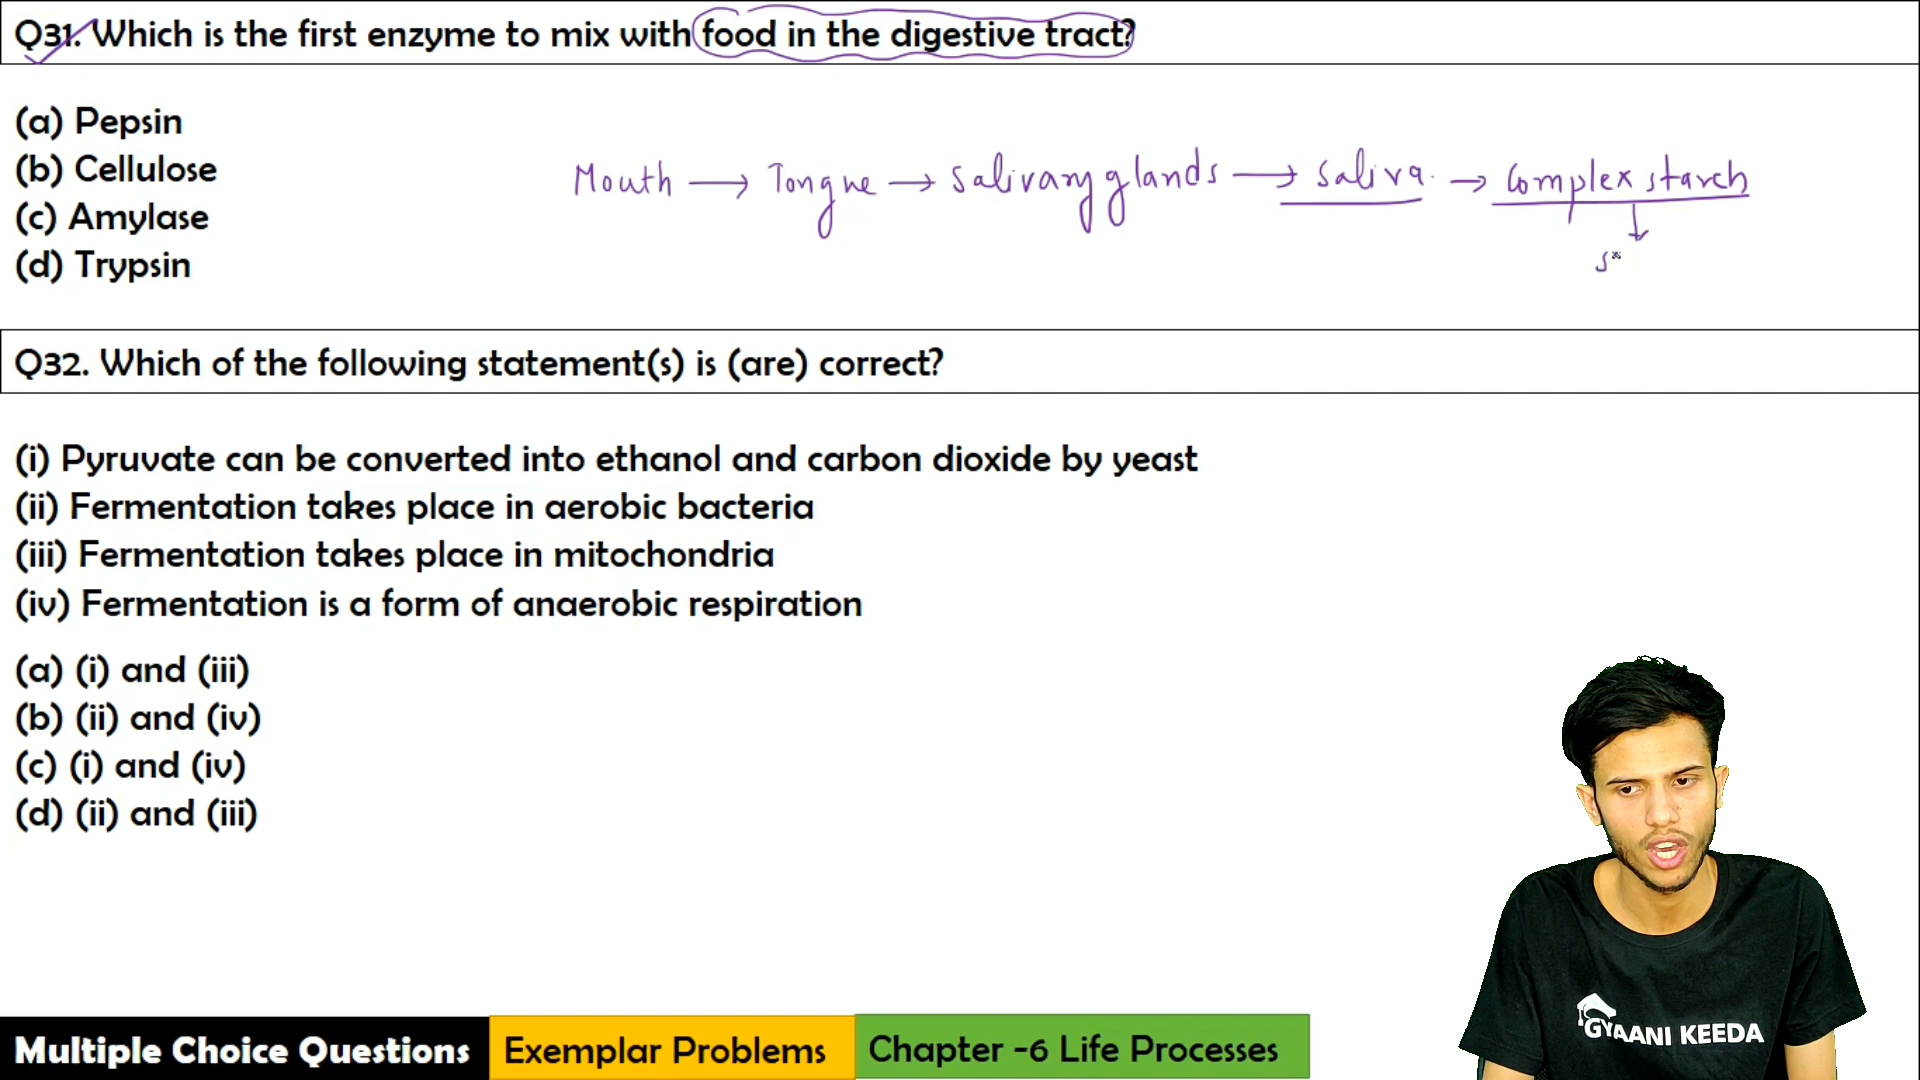 Q31. Which is the first enzyme to mix with food in the digestive tract?
(a) Pepsin
(b) Cellulose
(c) Amylase
(d) Trypsin
Mouth → Tongue → Salivary glands → Saliva → Complex starch
↓
s
Q32. Which of the following statement(s) is (are) correct?
(i) Pyruvate can be converted into ethanol and carbon dioxide by yeast
(ii) Fermentation takes place in aerobic bacteria
(iii) Fermentation takes place in mitochondria
(iv) Fermentation is a form of anaerobic respiration
(a) (i) and (iii)
(b) (ii) and (iv)
(c) (i) and (iv)
(d) (ii) and (iii)
GYAANI KEEDA
Multiple Choice Questions Exemplar Problems Chapter -6 Life Processes